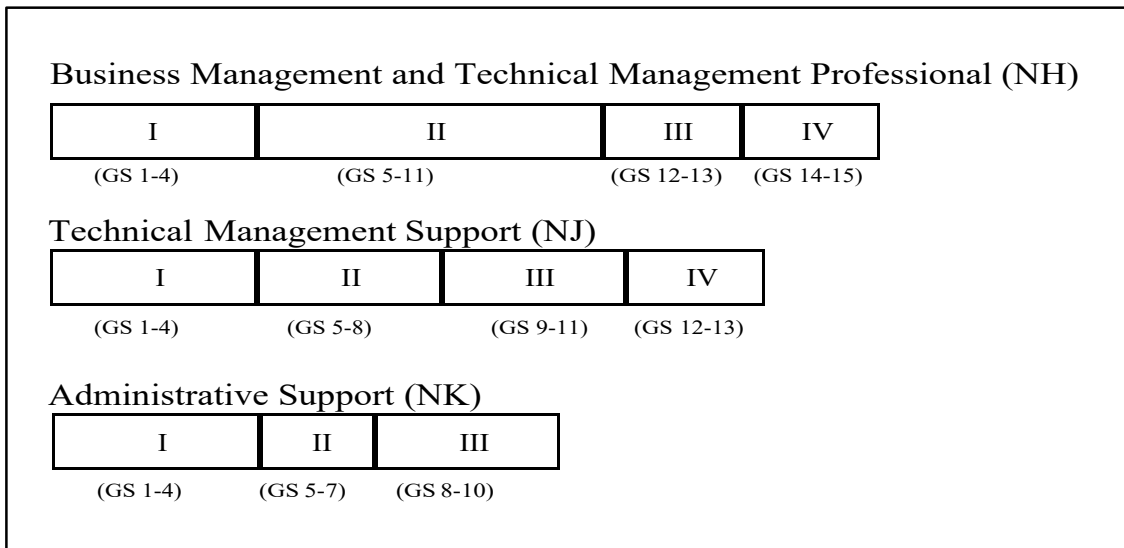 Business Management and Technical Management Professional (NH)
I II III IV
(GS 1-4) (GS 5-11) (GS 12-13) (GS 14-15)
Technical Management Support (NJ)
I II III IV
(GS 1-4) (GS 5-8) (GS 9-11) (GS 12-13)
Administrative Support (NK)
I II III
(GS 1-4) (GS 5-7) (GS 8-10)